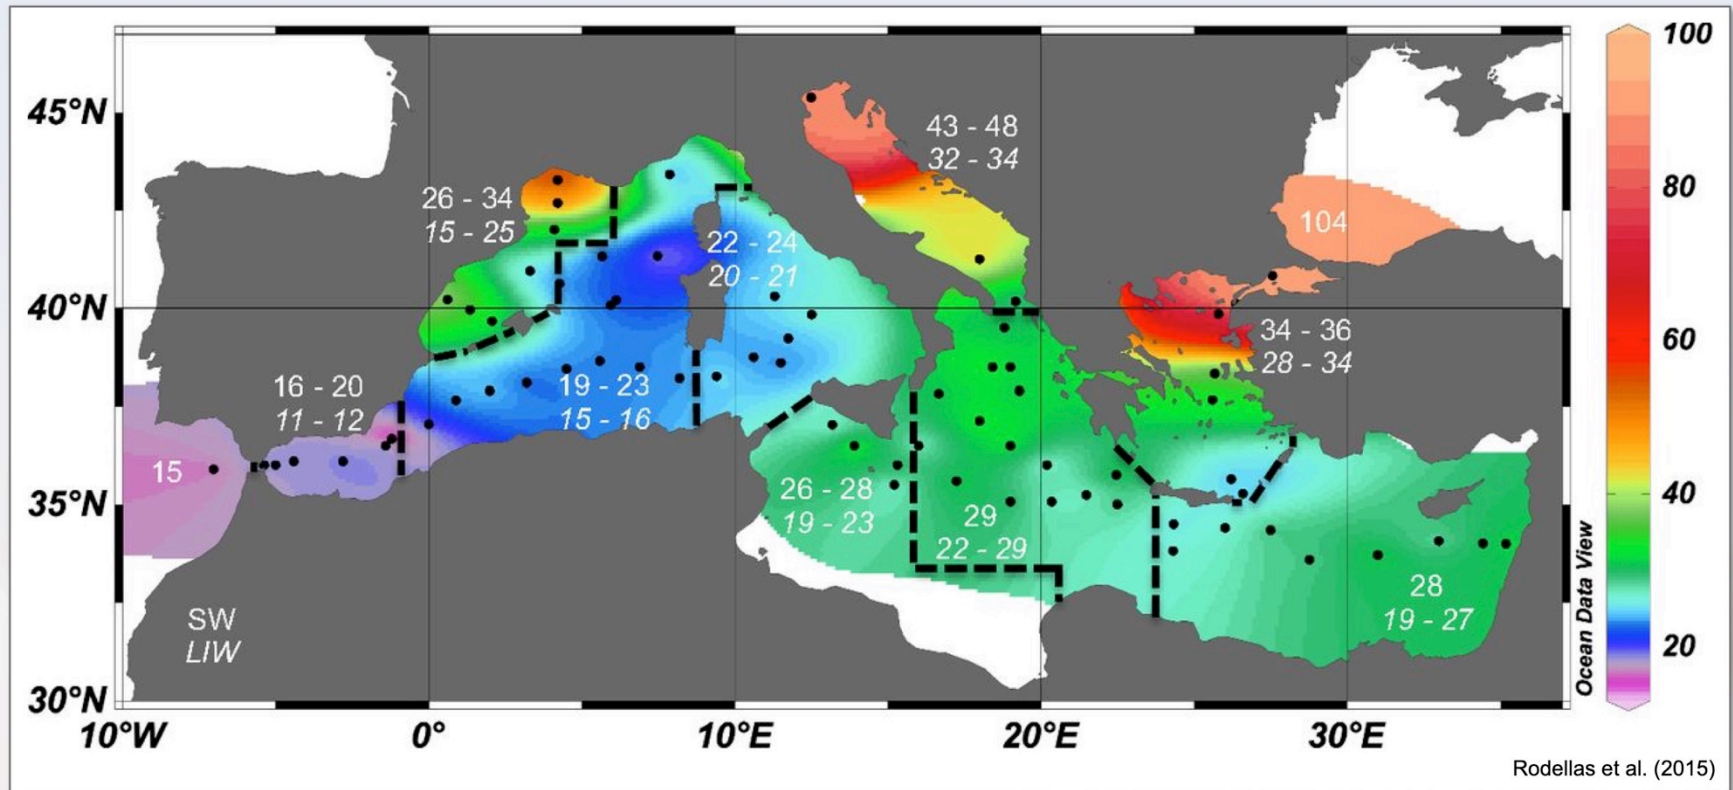 45°N
40°N
35°N
30°N
10°W
0°
10°E
20°E
30°E
43 - 48
32 - 34
26 - 34
15 - 25
22 - 24
20 - 21
104
34 - 36
28 - 34
16 - 20
11 - 12
19 - 23
15 - 16
15
26 - 28
19 - 23
29
22 - 29
28
19 - 27
SW
LIW
100
80
60
40
20
Ocean Data View
Rodellas et al. (2015)